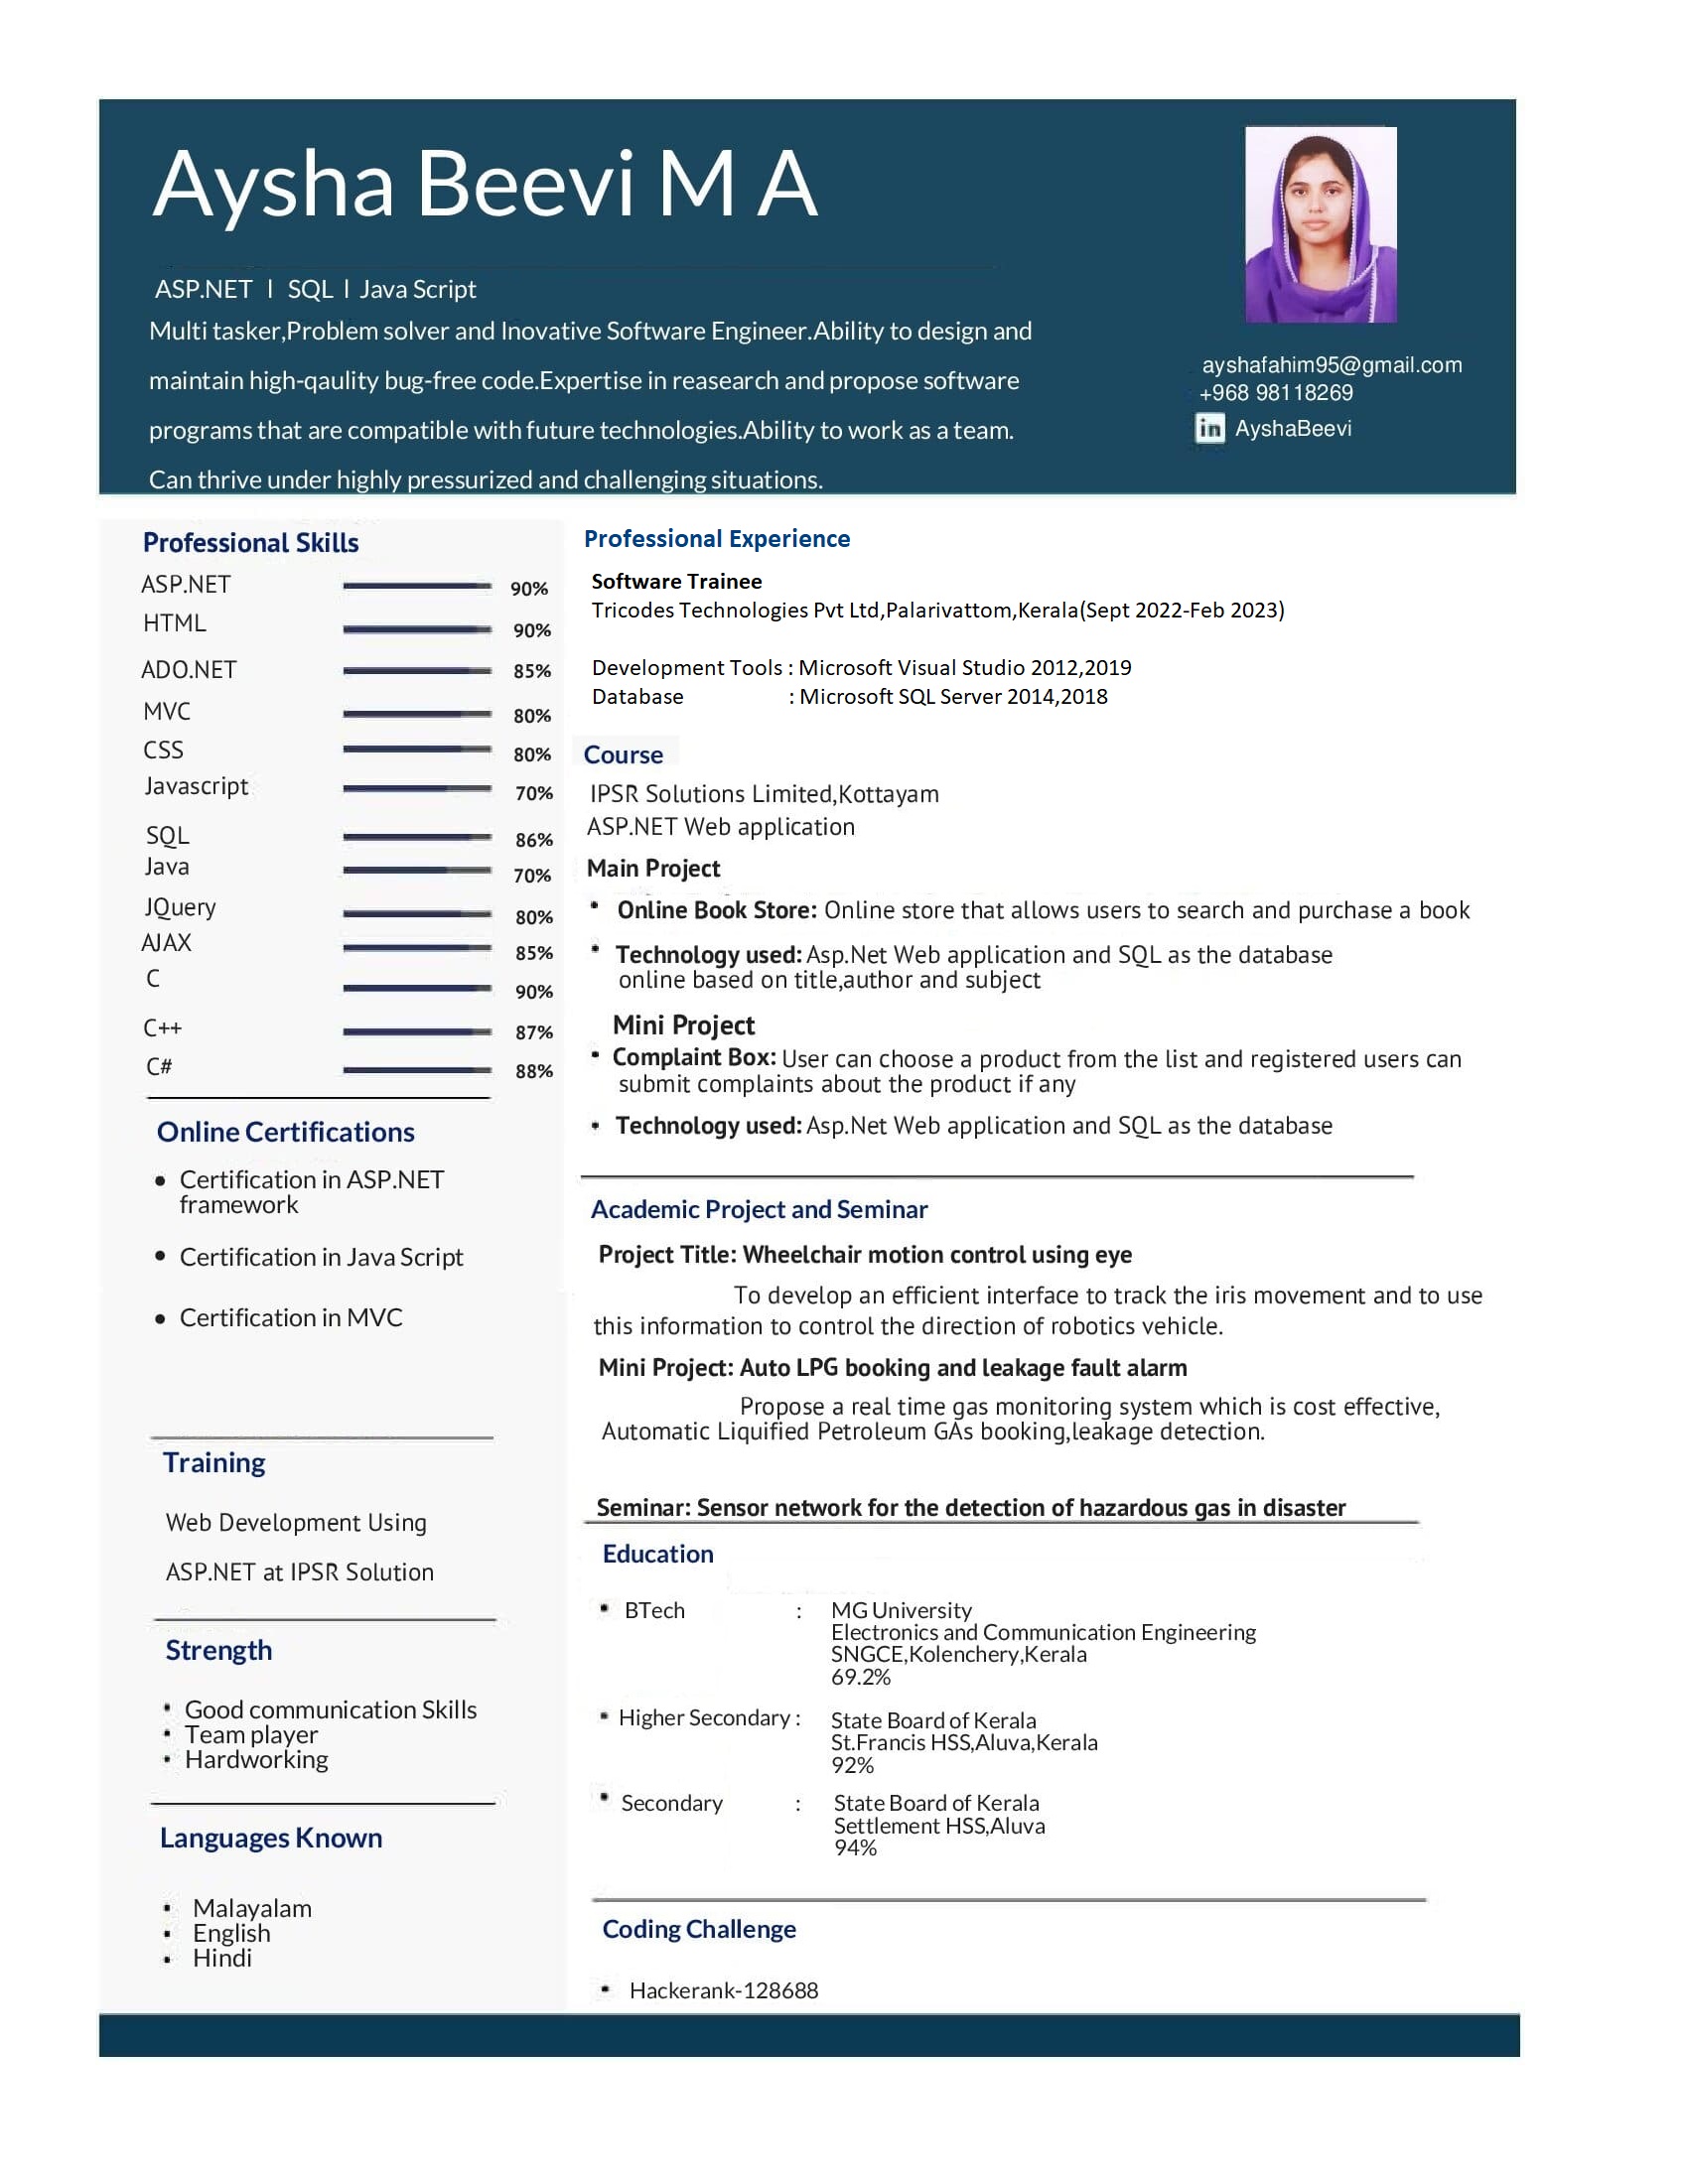 Aysha Beevi M A
ASP.NET I SQL I Java Script
Multi tasker,Problem solver and Inovative Software Engineer.Ability to design and
maintain high-qaulity bug-free code.Expertise in reasearch and propose software
programs that are compatible with future technologies.Ability to work as a team.
Can thrive under highly pressurized and challenging situations.
ayshafahim95@gmail.com
+968 98118269
in AyshaBeevi
Professional Skills
ASP.NET 90%
HTML 90%
ADO.NET 85%
MVC 80%
CSS 80%
Javascript 70%
SQL 86%
Java 70%
JQuery 80%
AJAX 85%
C 90%
C++ 87%
C# 88%
Online Certifications
• Certification in ASP.NET
framework
• Certification in Java Script
• Certification in MVC
Training
Web Development Using
ASP.NET at IPSR Solution
Strength
• Good communication Skills
• Team player
• Hardworking
Languages Known
• Malayalam
• English
• Hindi
Professional Experience
Software Trainee
Tricodes Technologies Pvt Ltd,Palarivattom,Kerala(Sept 2022-Feb 2023)
Development Tools : Microsoft Visual Studio 2012,2019
Database : Microsoft SQL Server 2014,2018
Course
IPSR Solutions Limited,Kottayam
ASP.NET Web application
Main Project
• Online Book Store: Online store that allows users to search and purchase a book
• Technology used: Asp.Net Web application and SQL as the database
online based on title,author and subject
Mini Project
• Complaint Box: User can choose a product from the list and registered users can
submit complaints about the product if any
• Technology used: Asp.Net Web application and SQL as the database
Academic Project and Seminar
Project Title: Wheelchair motion control using eye
To develop an efficient interface to track the iris movement and to use
this information to control the direction of robotics vehicle.
Mini Project: Auto LPG booking and leakage fault alarm
Propose a real time gas monitoring system which is cost effective,
Automatic Liquified Petroleum GAs booking,leakage detection.
Seminar: Sensor network for the detection of hazardous gas in disaster
Education
• BTech : MG University
Electronics and Communication Engineering
SNGCE,Kolenchery,Kerala
69.2%
• Higher Secondary : State Board of Kerala
St.Francis HSS,Aluva,Kerala
92%
• Secondary : State Board of Kerala
Settlement HSS,Aluva
94%
Coding Challenge
• Hackerank-128688